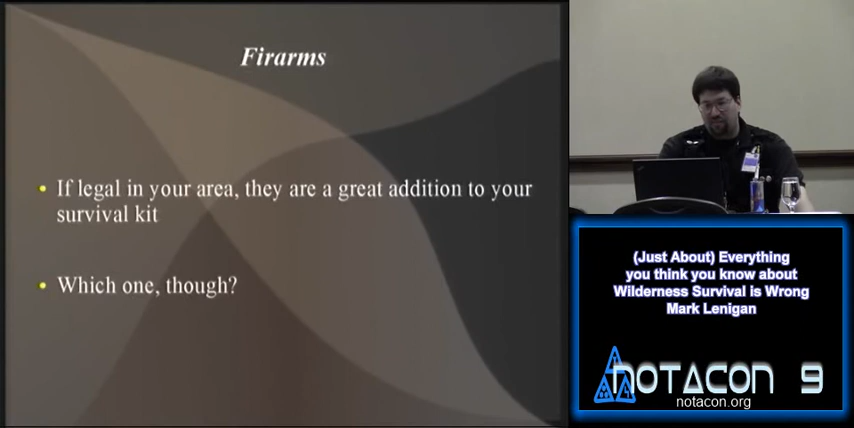 Firarms
• If legal in your area, they are a great addition to your
survival kit
• Which one, though?
(Just About) Everything
you think you know about
Wilderness Survival is Wrong
Mark Lenigan
nOTACON 9
notacon.org